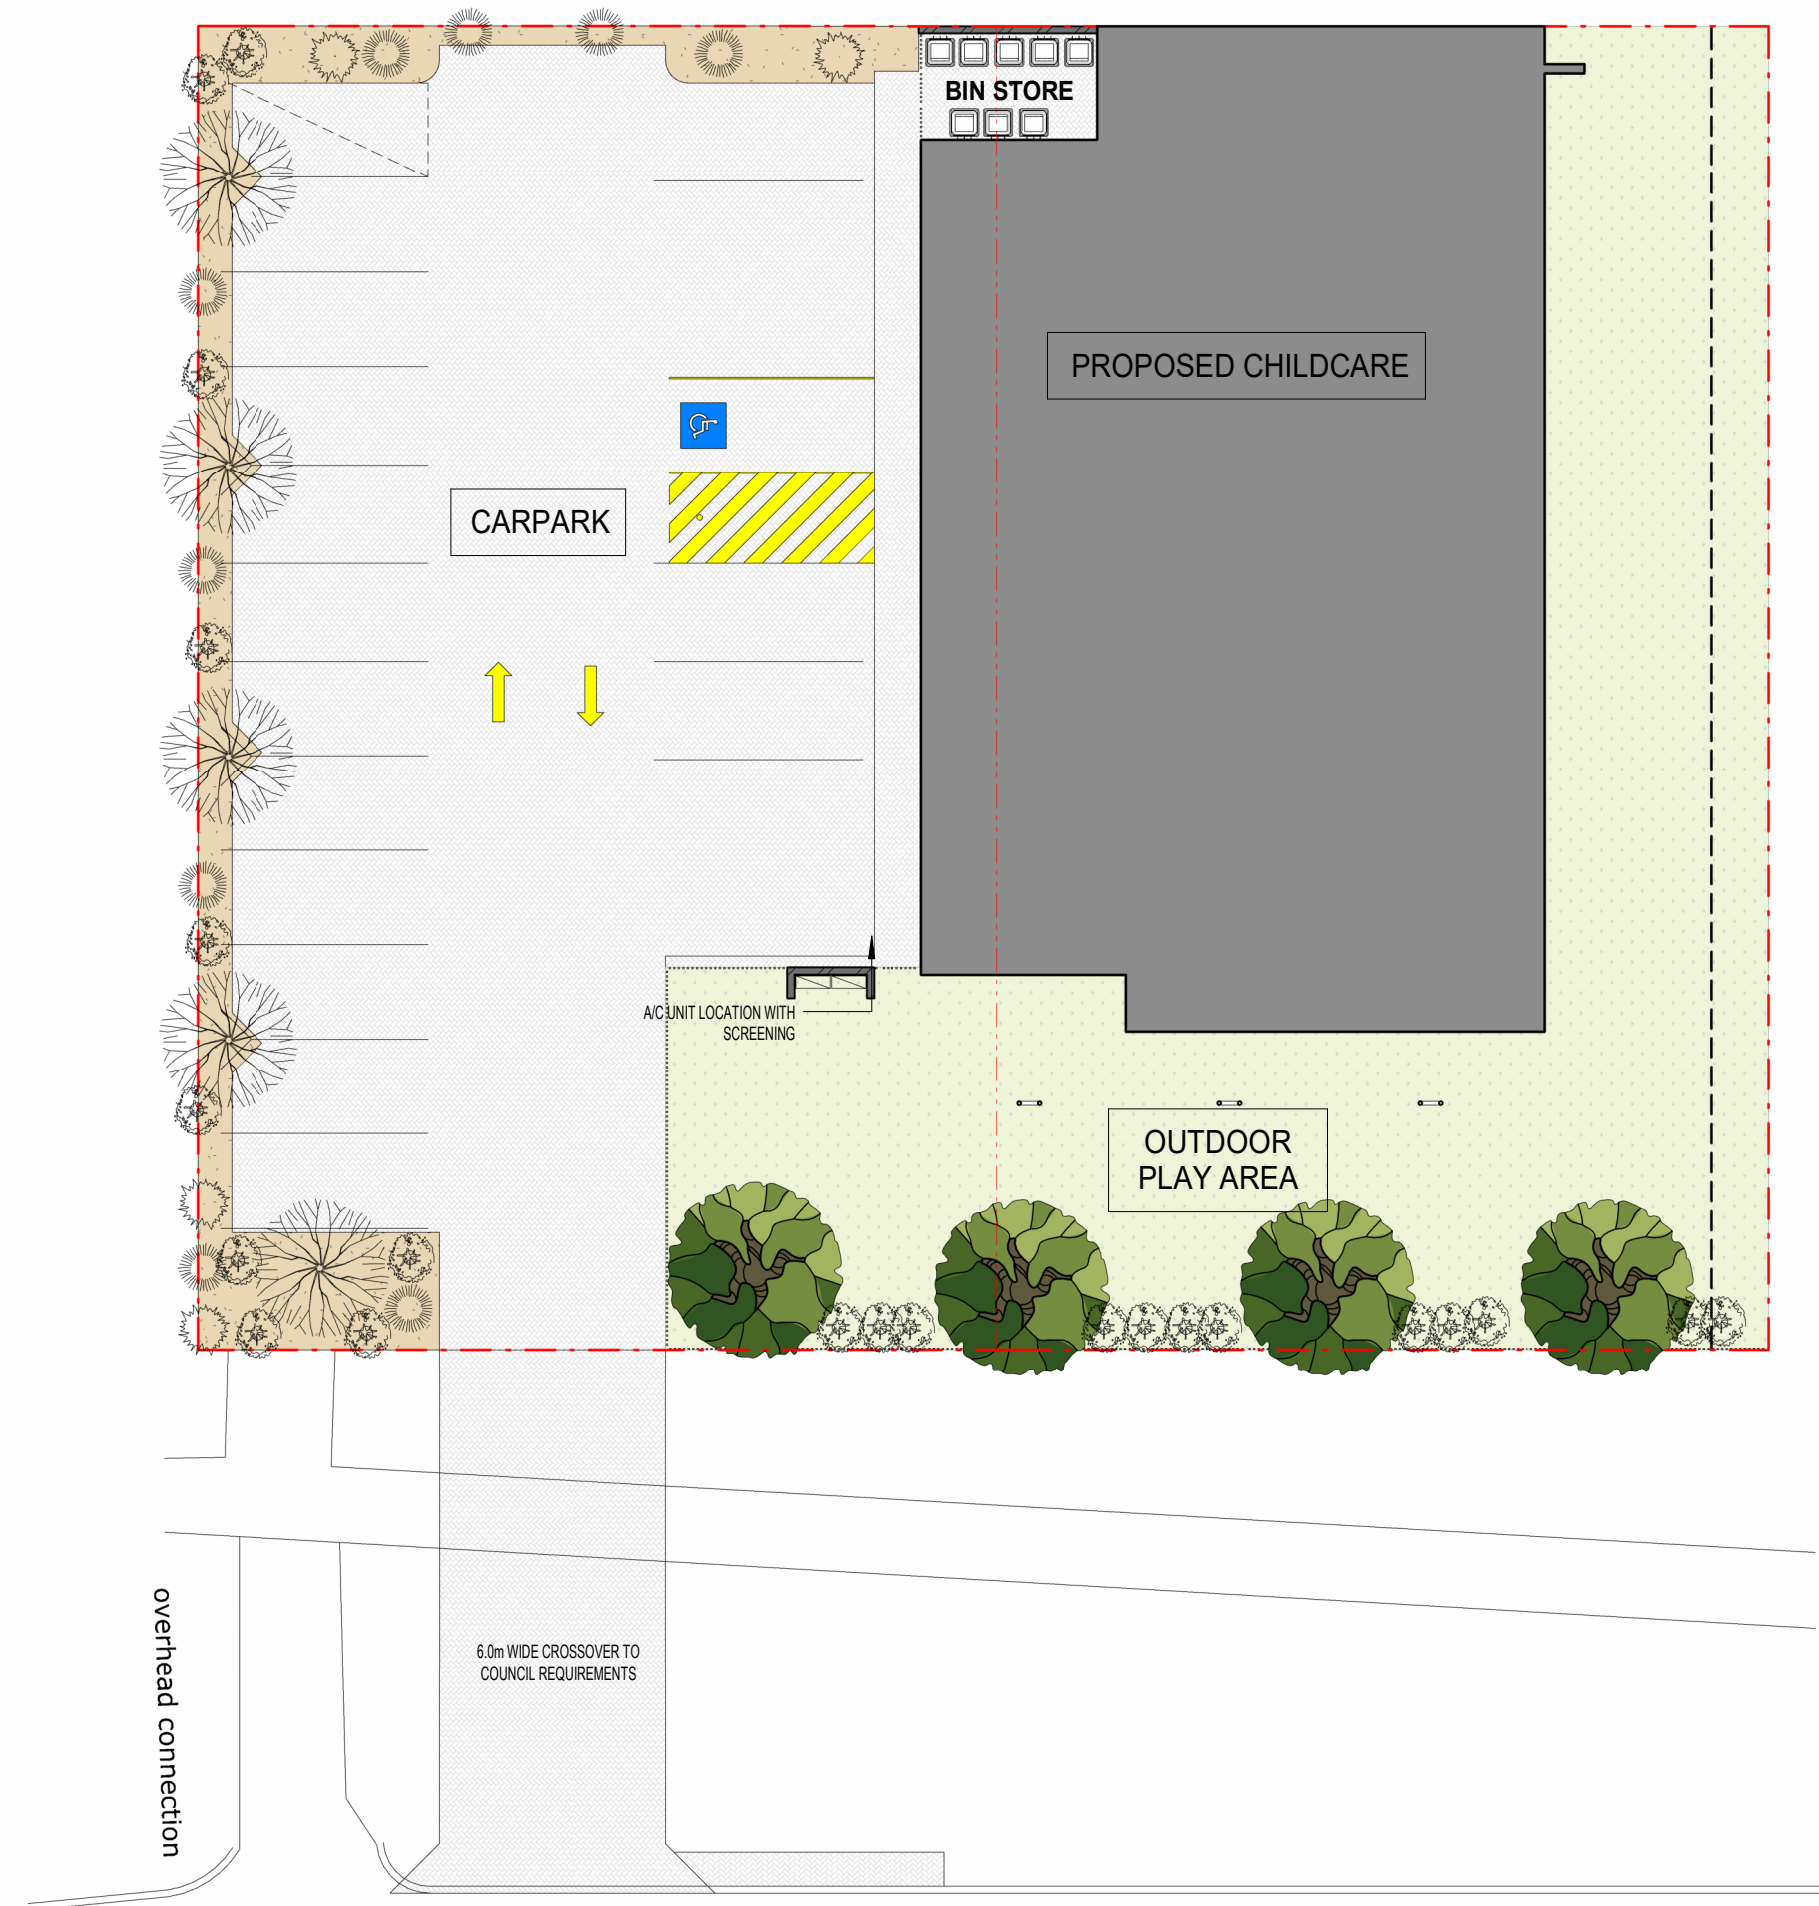 BIN STORE
PROPOSED CHILDCARE
CARPARK
A/C UNIT LOCATION WITH
SCREENING
OUTDOOR
PLAY AREA
6.0m WIDE CROSSOVER TO
COUNCIL REQUIREMENTS
overhead connection